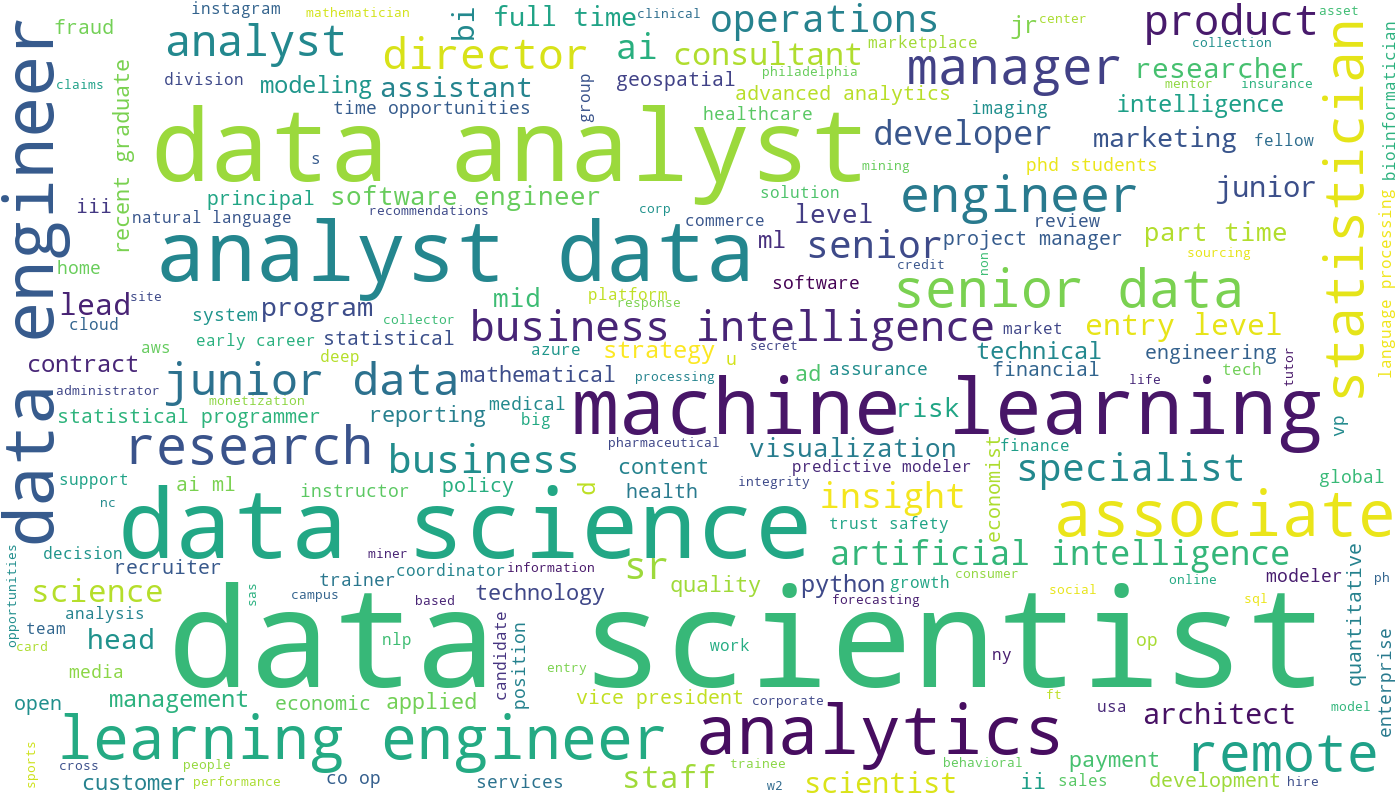 instagram
mathematician
fraud
analyst
bi
full time
clinical
operations
jr
center
product
asset
director
ai
consultant
marketplace
collection
data engineer
claims
division
modeling
assistant
group
geospatial
philadelphia
manager
researcher
statistician
bioinformatician
recent graduate
time opportunities
advanced analytics
mentor
insurance
imaging
intelligence
healthcare
data analyst
s
developer
marketing
fellow
mining
phd students
iii
principal
software engineer
solution
engineer
junior
natural language
recommendations
corp
commerce
level
review
analyst data
ml
senior
project manager
part time
home
credit
non
sourcing
language processing
software
senior data
lead
site
program
mid
platform
response
system
collector
cloud
statistical
business intelligence
market
entry level
aws
early career
azure
strategy
secret
technical
engineering
contract
deep
u
financial
tutor
junior data
mathematical
processing
ad
assurance
tech
administrator
monetization
medical
machine learning
life
statistical programmer
reporting
big
risk
vp
research
pharmaceutical
visualization
finance
business
content
predictive modeler
specialist
support
ai ml
instructor
policy
d
health
integrity
insight
economist
global
nc
data science
trust safety
associate
decision
miner
artificial intelligence
opportunities
recruiter
trainer
coordinator
information
sr
consumer
online
modeler
ph
quantitative
science
sas
campus
technology
quality
python
growth
social
sql
analysis
based
forecasting
team
head
data scientist
nlp
candidate
position
work
op
card
ny
enterprise
media
entry
open
management
economic
applied
vice president
corporate
ft
usa
architect
model
learning engineer
analytics
remote
sports
cross
people
trainee
behavioral
payment
customer
performance
co op
services
staff
w2
scientist
ii
sales
development
hire